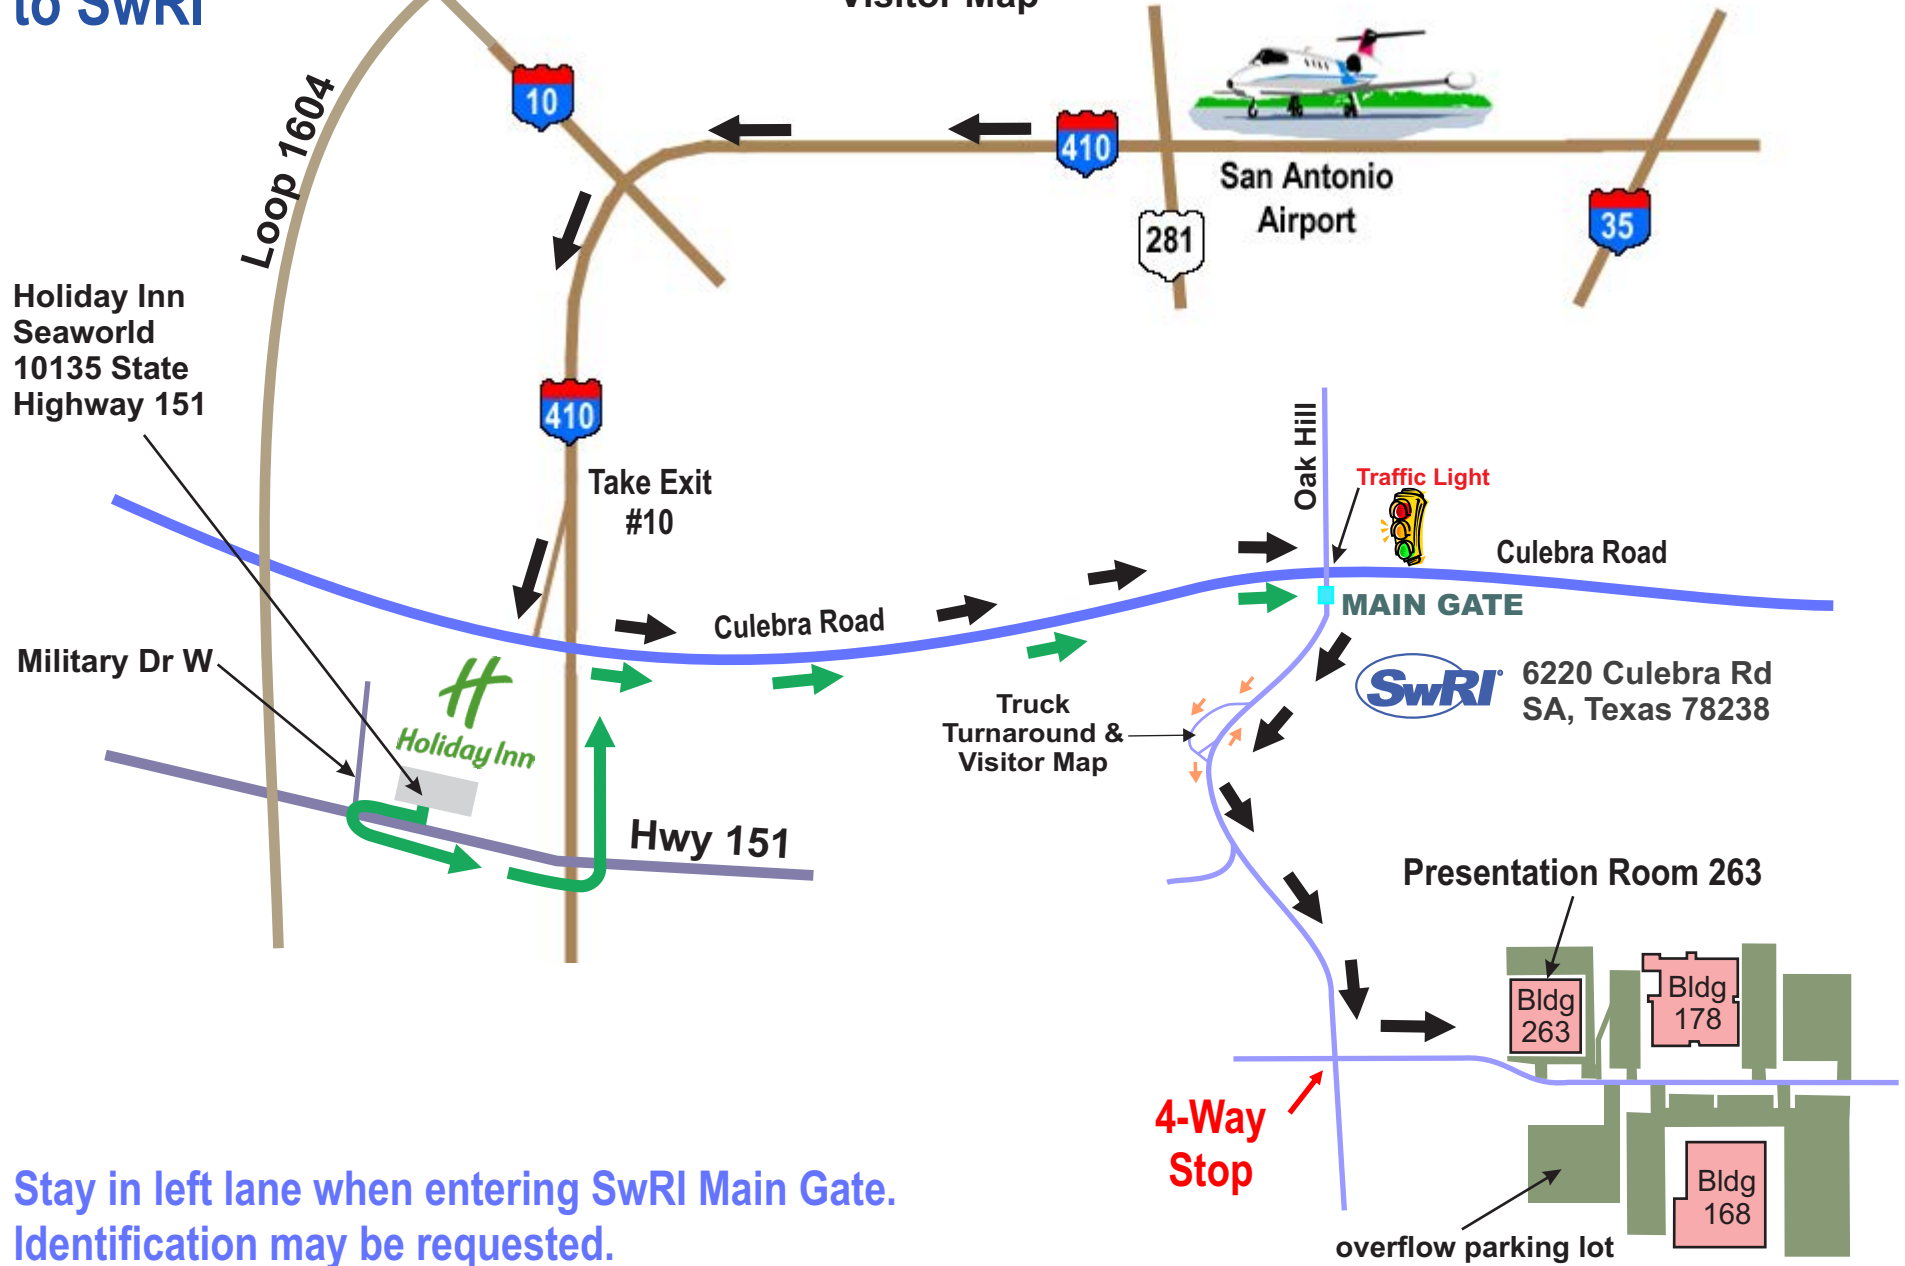 to SwRI
Visitor Map
Loop 1604
10
410
San Antonio
Airport
281
35
Holiday Inn
Seaworld
10135 State
Highway 151
410
Take Exit
#10
Oak Hill
Traffic Light
Culebra Road
Culebra Road
MAIN GATE
Military Dr W
Holiday Inn
SwRI
6220 Culebra Rd
SA, Texas 78238
Truck
Turnaround &
Visitor Map
Hwy 151
Presentation Room 263
Bldg
263
Bldg
178
4-Way
Stop
Bldg
168
overflow parking lot
Stay in left lane when entering SwRI Main Gate.
Identification may be requested.